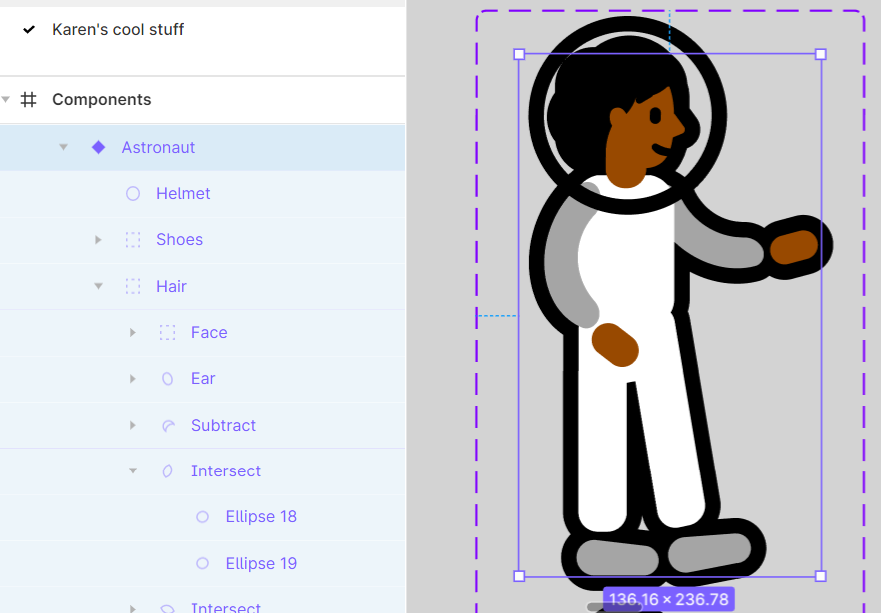 Karen's cool stuff
Components
Astronaut
Helmet
Shoes
Hair
Face
Ear
Subtract
Intersect
Ellipse 18
Ellipse 19
Intersect
136.16 × 236.78